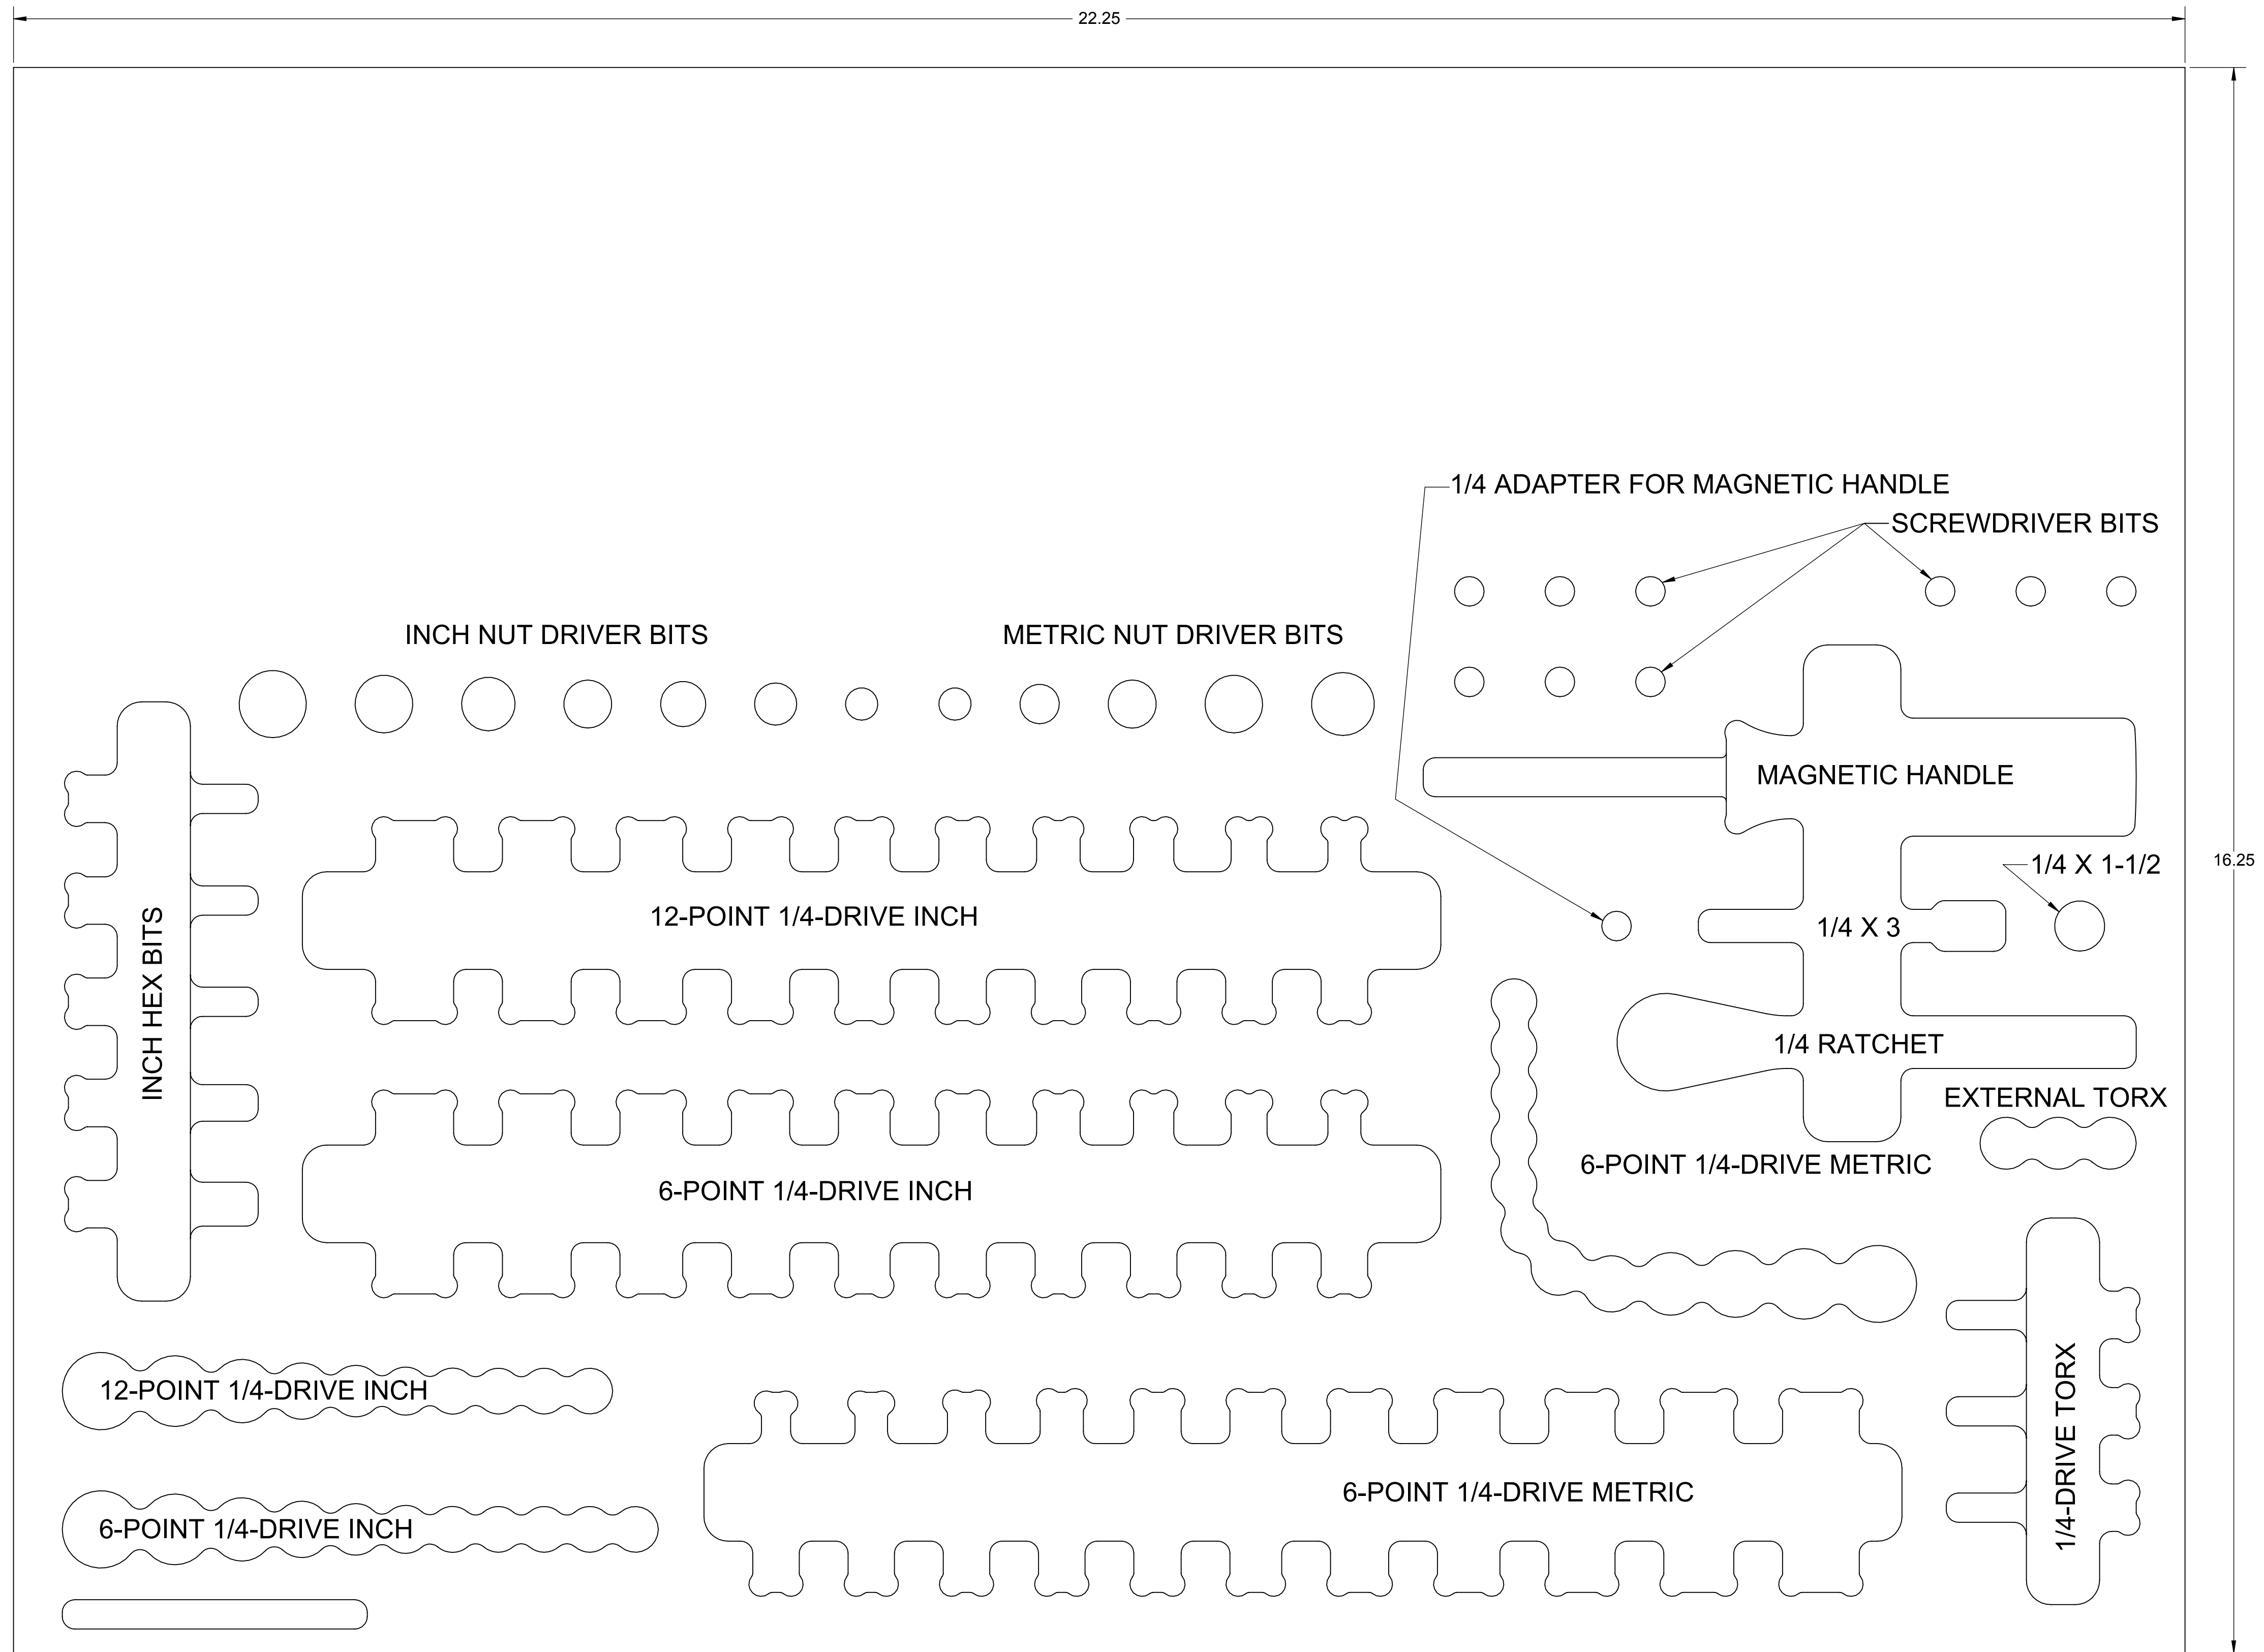 22.25
1/4 ADAPTER FOR MAGNETIC HANDLE
SCREWDRIVER BITS
INCH NUT DRIVER BITS
METRIC NUT DRIVER BITS
MAGNETIC HANDLE
16.25
1/4 X 1-1/2
12-POINT 1/4-DRIVE INCH
1/4 X 3
INCH HEX BITS
1/4 RATCHET
EXTERNAL TORX
6-POINT 1/4-DRIVE METRIC
6-POINT 1/4-DRIVE INCH
12-POINT 1/4-DRIVE INCH
1/4-DRIVE TORX
6-POINT 1/4-DRIVE METRIC
6-POINT 1/4-DRIVE INCH